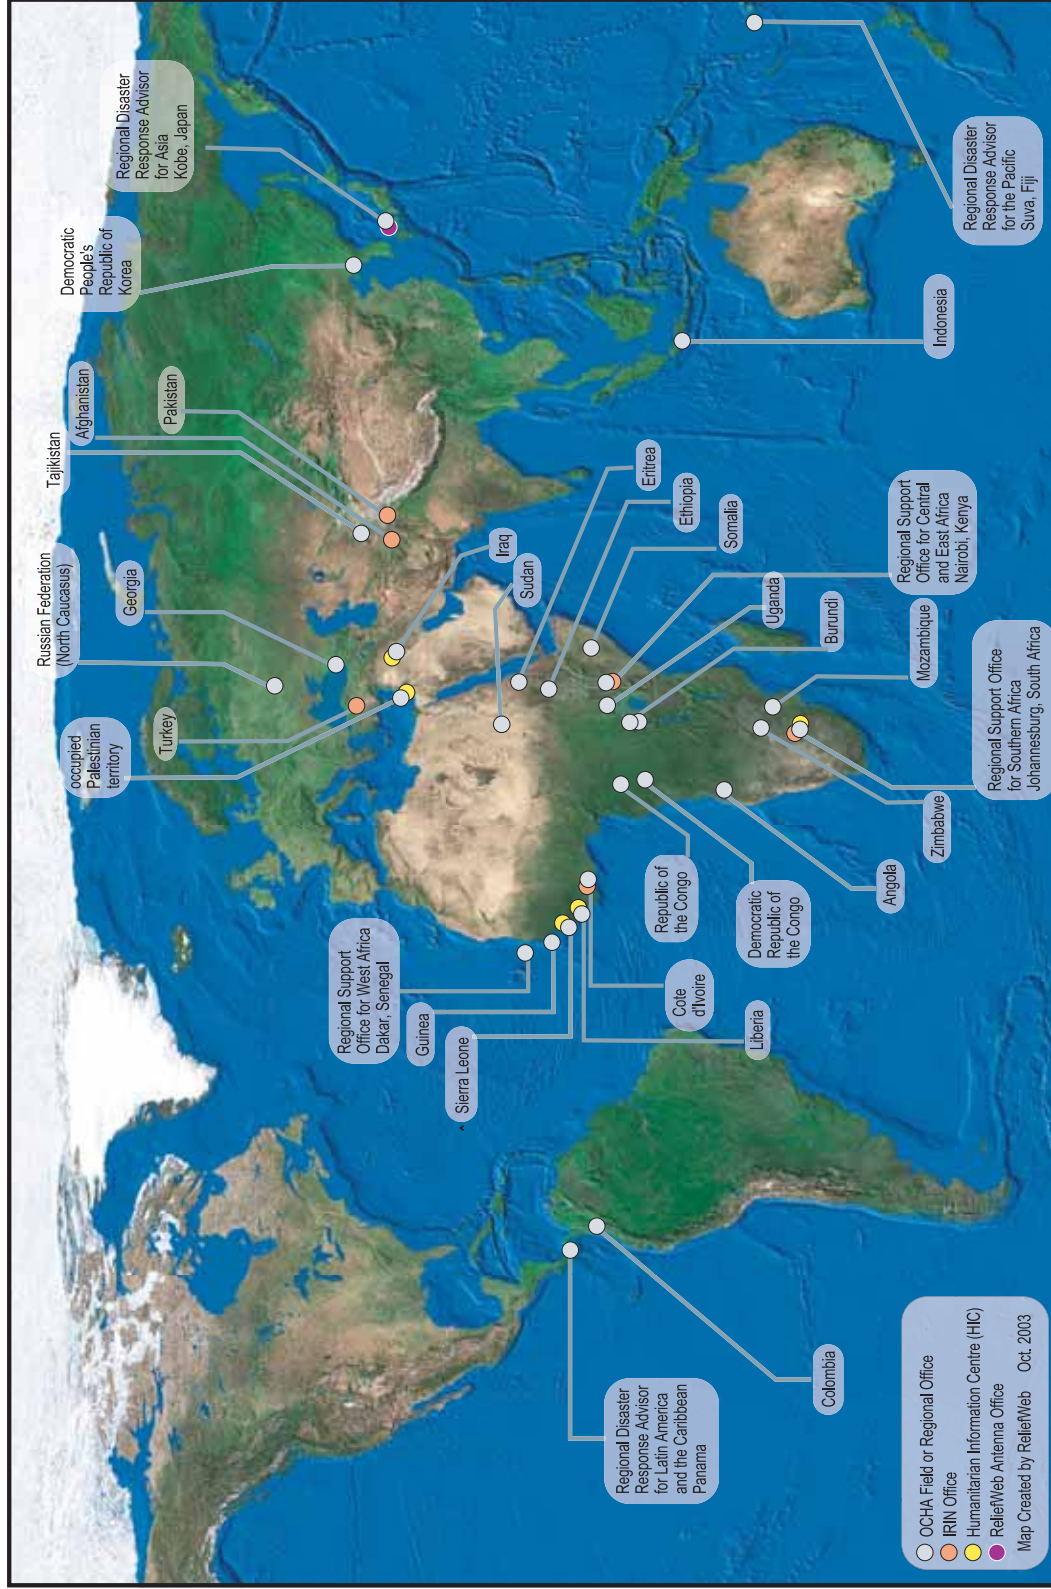 Russian Federation
(North Caucasus)
Tajikistan
Democratic
People's
Republic of
Korea
Regional Disaster
Response Advisor
for Asia
Kobe, Japan
occupied
Palestinian
territory
Georgia
Afghanistan
Turkey
Pakistan
Regional Support
Office for West Africa
Dakar, Senegal
Guinea
Sierra Leone
Iraq
Sudan
Eritrea
Ethiopia
Somalia
Regional Disaster
Response Advisor
for Latin America
and the Caribbean
Panama
Cote
d'Ivoire
Republic of
the Congo
Liberia
Democratic
Republic of
the Congo
Uganda
Burundi
Colombia
Angola
Zimbabwe
Mozambique
Regional Support
Office for Central
and East Africa
Nairobi, Kenya
Indonesia
Regional Disaster
Response Advisor
for the Pacific
Suva, Fiji
Regional Support Office
for Southern Africa
Johannesburg, South Africa
OCHA Field or Regional Office
IRIN Office
Humanitarian Information Centre (HIC)
ReliefWeb Antenna Office
Map Created by ReliefWeb Oct. 2003